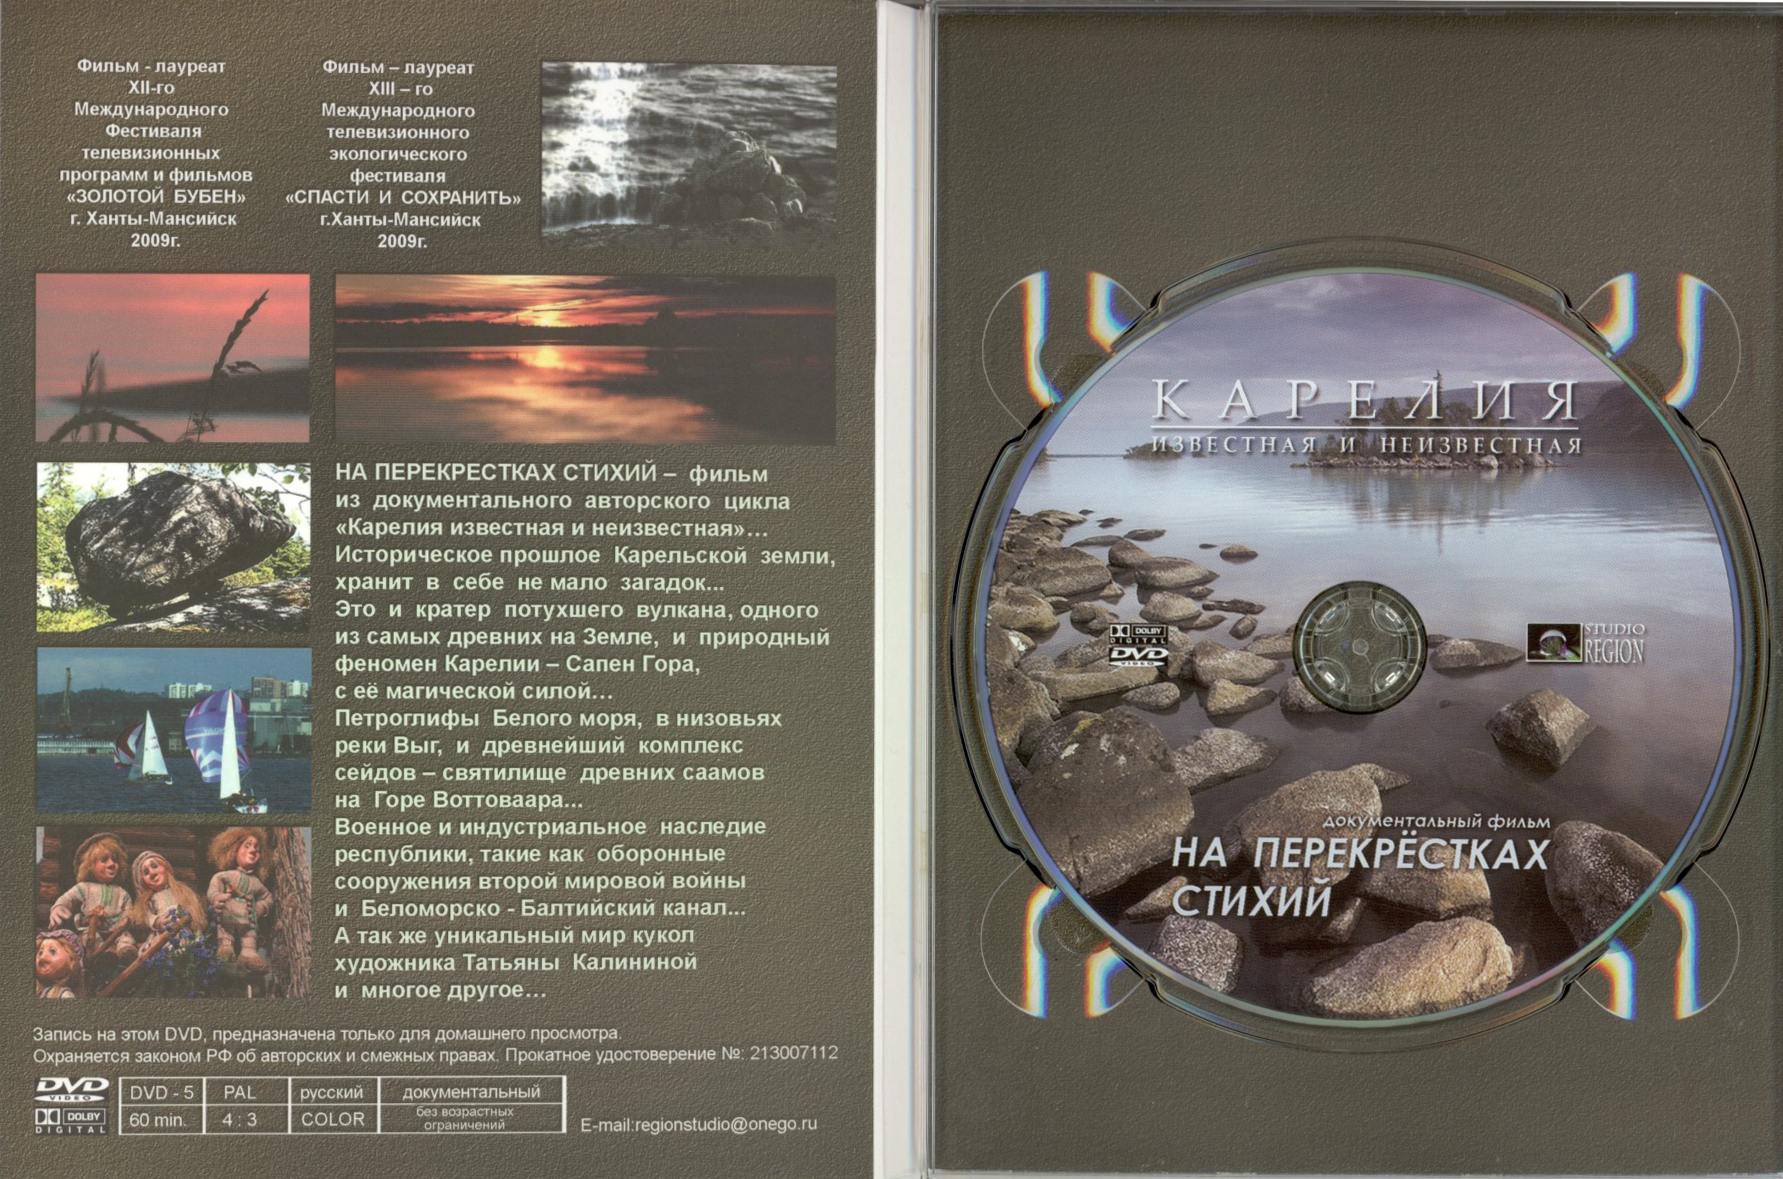 Фильм - лауреат
XII-го
Международного
Фестиваля
телевизионных
программ и фильмов
«ЗОЛОТОЙ БУБЕН»
г. Ханты-Мансийск
2009г.
Фильм – лауреат
XIII – го
Международного
телевизионного
экологического
фестиваля
«СПАСТИ И СОХРАНИТЬ»
г.Ханты-Мансийск
2009г.
НА ПЕРЕКРЕСТКАХ СТИХИЙ – фильм
из документального авторского цикла
«Карелия известная и неизвестная»...
Историческое прошлое Карельской земли,
хранит в себе не мало загадок...
Это и кратер потухшего вулкана, одного
из самых древних на Земле, и природный
феномен Карелии – Сапен Гора,
с её магической силой...
Петроглифы Белого моря, в низовьях
реки Выг, и древнейший комплекс
сейдов – святилище древних саамов
на Горе Воттоваара...
Военное и индустриальное наследие
республики, такие как оборонные
сооружения второй мировой войны
и Беломорско - Балтийский канал...
А так же уникальный мир кукол
художника Татьяны Калининой
и многое другое...
Запись на этом DVD, предназначена только для домашнего просмотра.
Охраняется законом РФ об авторских и смежных правах. Прокатное удостоверение №: 213007112
DVD VIDEO
DOLBY DIGITAL
DVD - 5 PAL русский документальный
60 min. 4 : 3 COLOR без возрастных ограничений
E-mail:regionstudio@onego.ru
КАРЕЛИЯ
ИЗВЕСТНАЯ И НЕИЗВЕСТНАЯ
DOLBY DIGITAL
DVD VIDEO
STUDIO
REGION
документальный фильм
НА ПЕРЕКРЁСТКАХ
СТИХИЙ